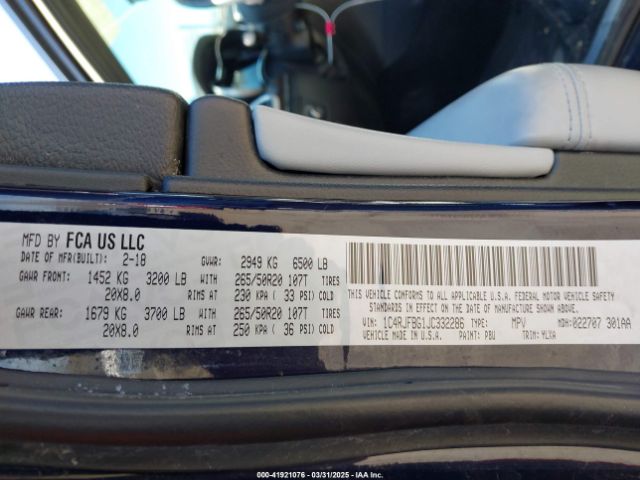 MFD BY FCA US LLC
DATE OF MFR(BUILT): 2-18 GVWR: 2949 KG 6500 LB
GAWR FRONT: 1452 KG 3200 LB WITH 265/50R20 107T TIRES
20X8.0 RIMS AT 230 KPA ( 33 PSI) COLD
GAWR REAR: 1679 KG 3700 LB WITH 265/50R20 107T TIRES
20X8.0 RIMS AT 250 KPA ( 36 PSI) COLD
THIS VEHICLE CONFORMS TO ALL APPLICABLE U.S.A. FEDERAL MOTOR VEHICLE SAFETY
STANDARDS IN EFFECT ON THE DATE OF MANUFACTURE SHOWN ABOVE.
VIN: 1C4RJFBG1JC332286 TYPE: MPV MDH:022707 301AA
VEHICLE MADE IN U.S.A. PAINT: PBU TRIM: MLXA
000-41921076 03/31/2025 - IAA Inc.